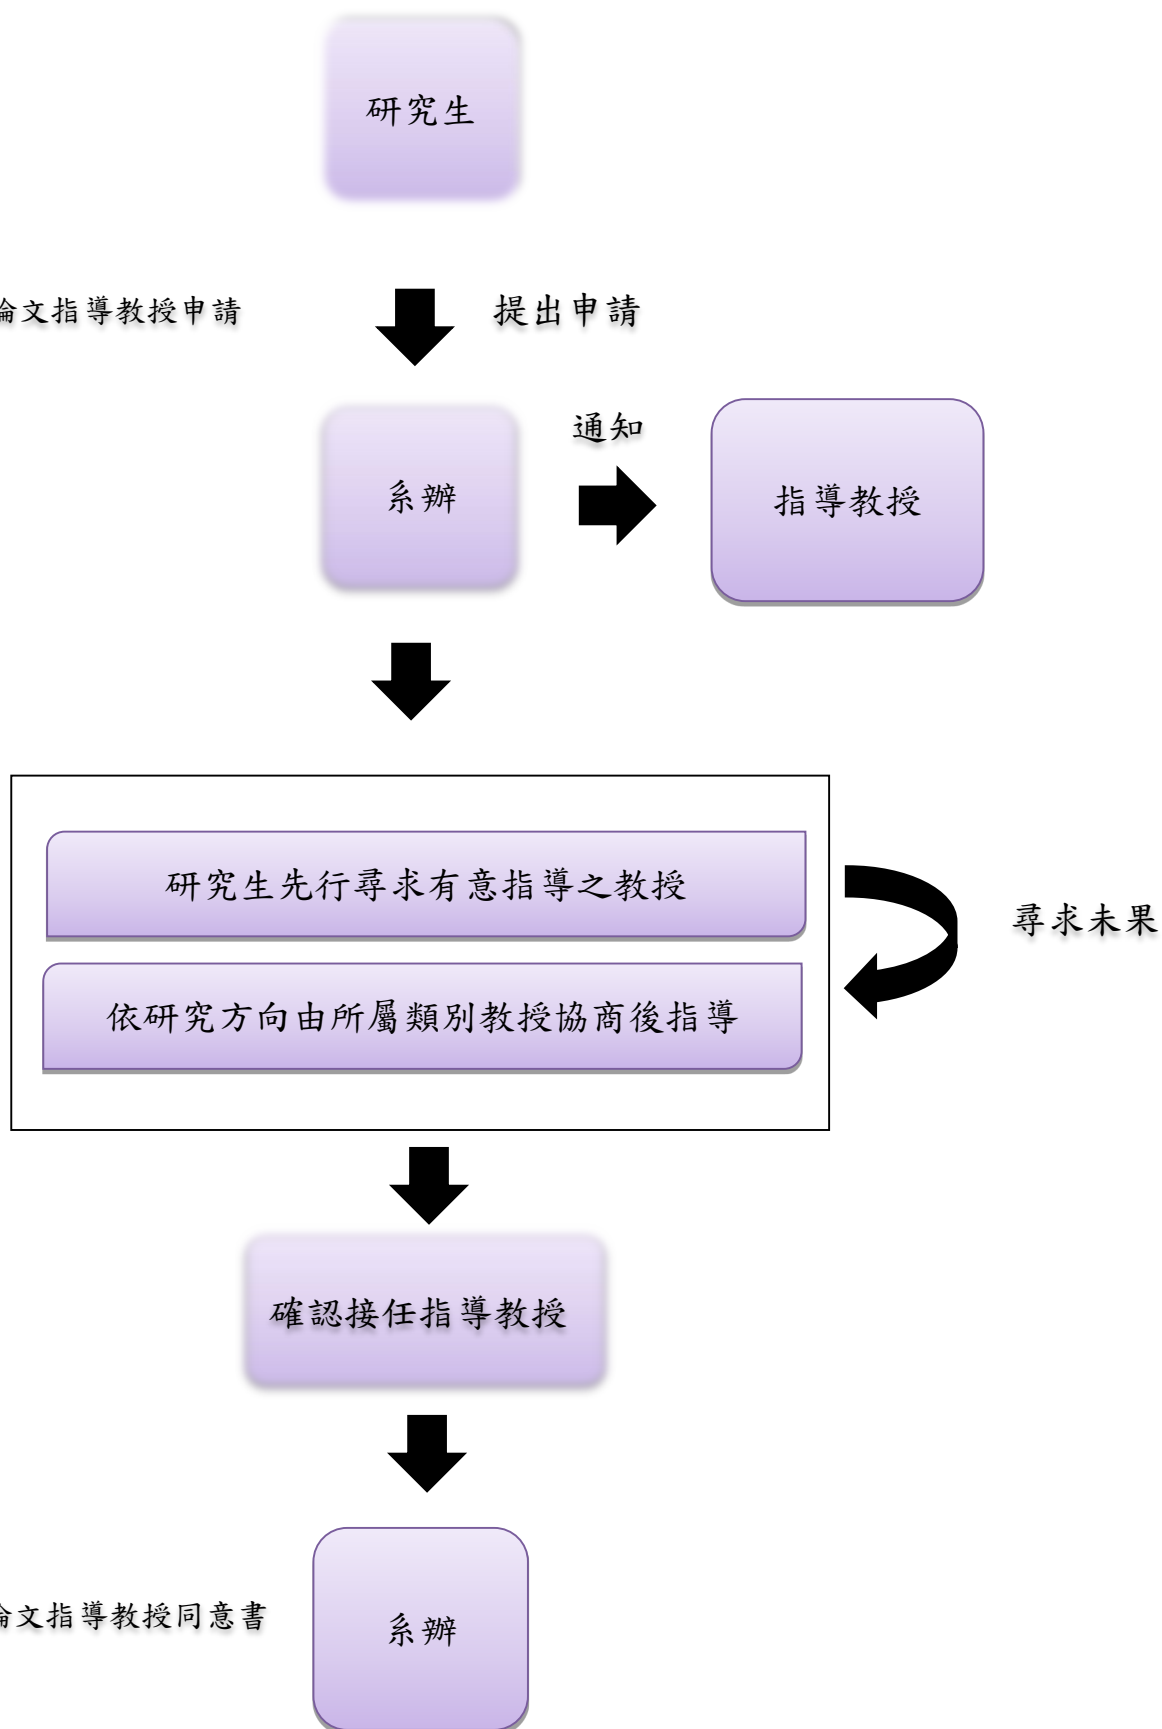 研究生
論文指導教授申請
提出申請
通知
系辦
指導教授
研究生先行尋求有意指導之教授
尋求未果
依研究方向由所屬類別教授協商後指導
確認接任指導教授
論文指導教授同意書
系辦